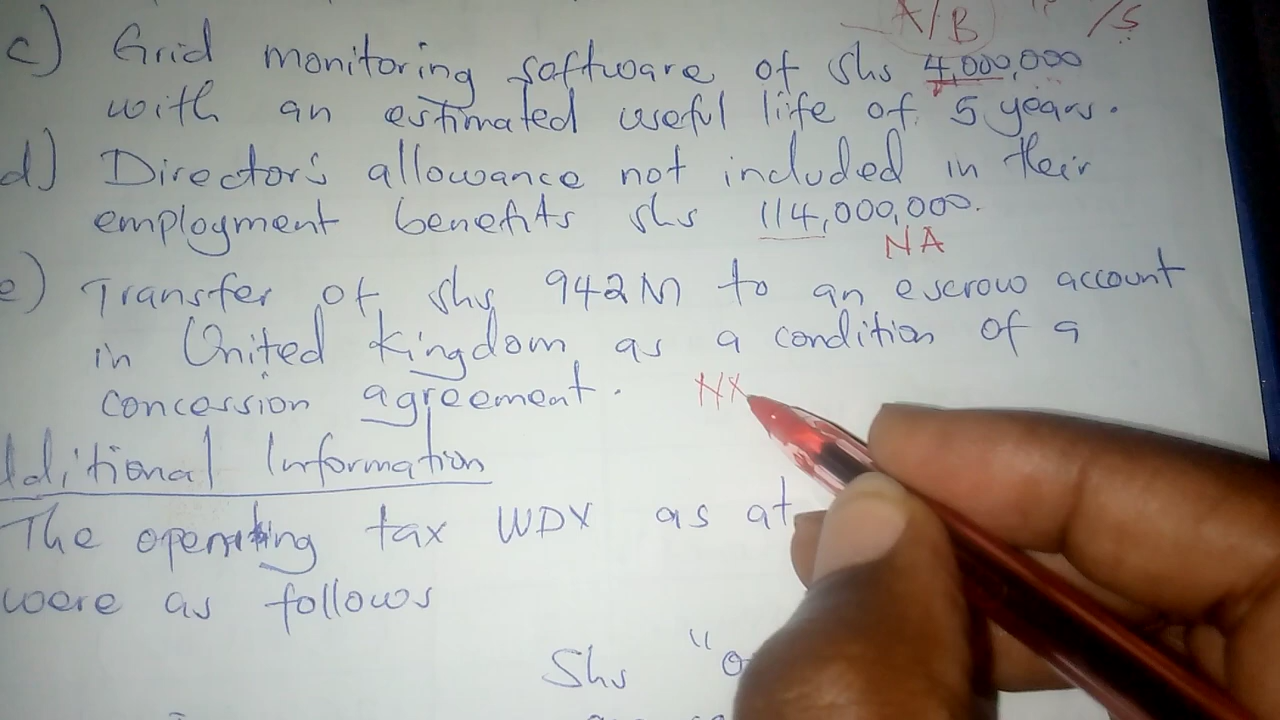 A/B /S
c) Grid monitoring software of shs 4,000,000
with an estimated useful life of 5 years.
d) Director's allowance not included in their
employment benefits shs 114,000,000.
NA
e) Transfer of shs 942M to an escrow account
in United Kingdom as a condition of a
concession agreement.
dditional Information
The operating tax WDV as at
were as follows
Shs "